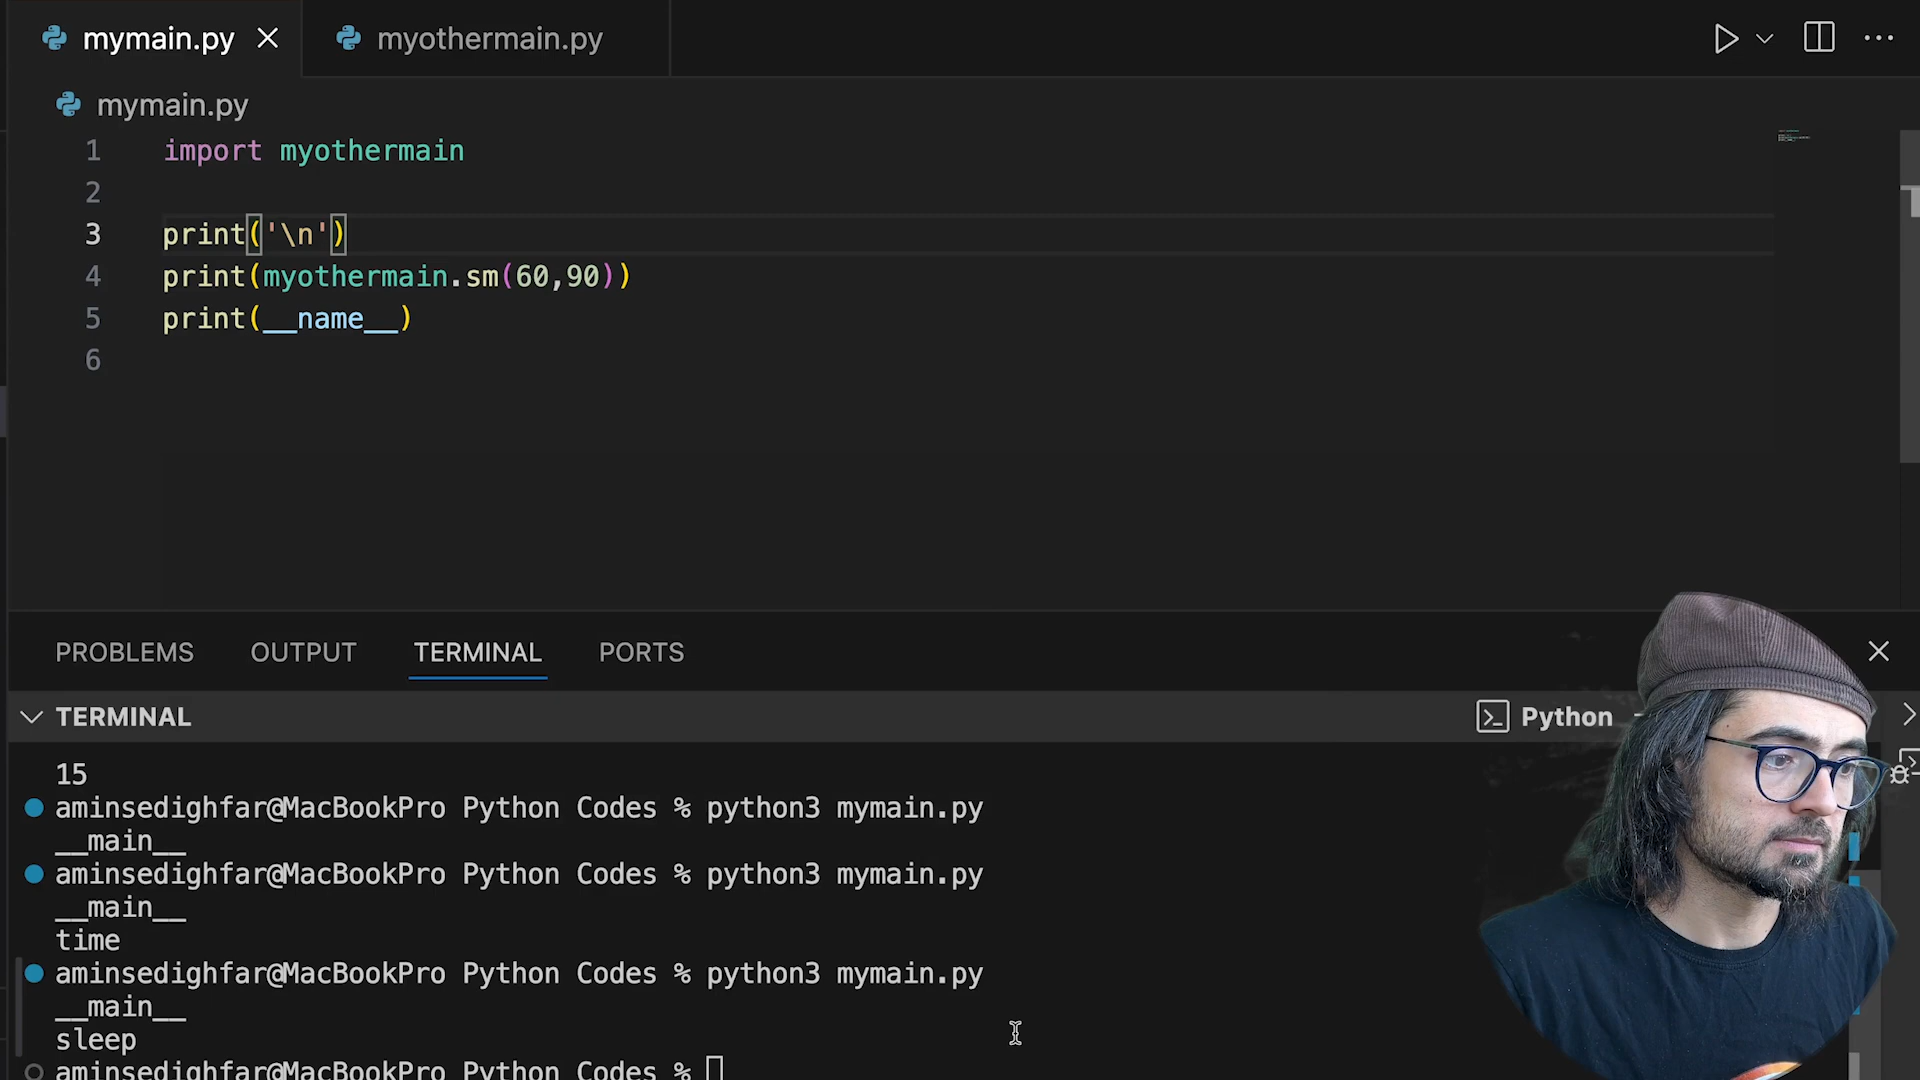 mymain.py
myothermain.py
mymain.py
1 import myothermain
2
3 print('\n')
4 print(myothermain.sm(60,90))
5 print(__name__)
6
PROBLEMS OUTPUT TERMINAL PORTS
TERMINAL
Python
15
aminsedighfar@MacBookPro Python Codes % python3 mymain.py
__main__
aminsedighfar@MacBookPro Python Codes % python3 mymain.py
__main__
time
aminsedighfar@MacBookPro Python Codes % python3 mymain.py
__main__
sleep
aminsedighfar@MacBookPro Python Codes %